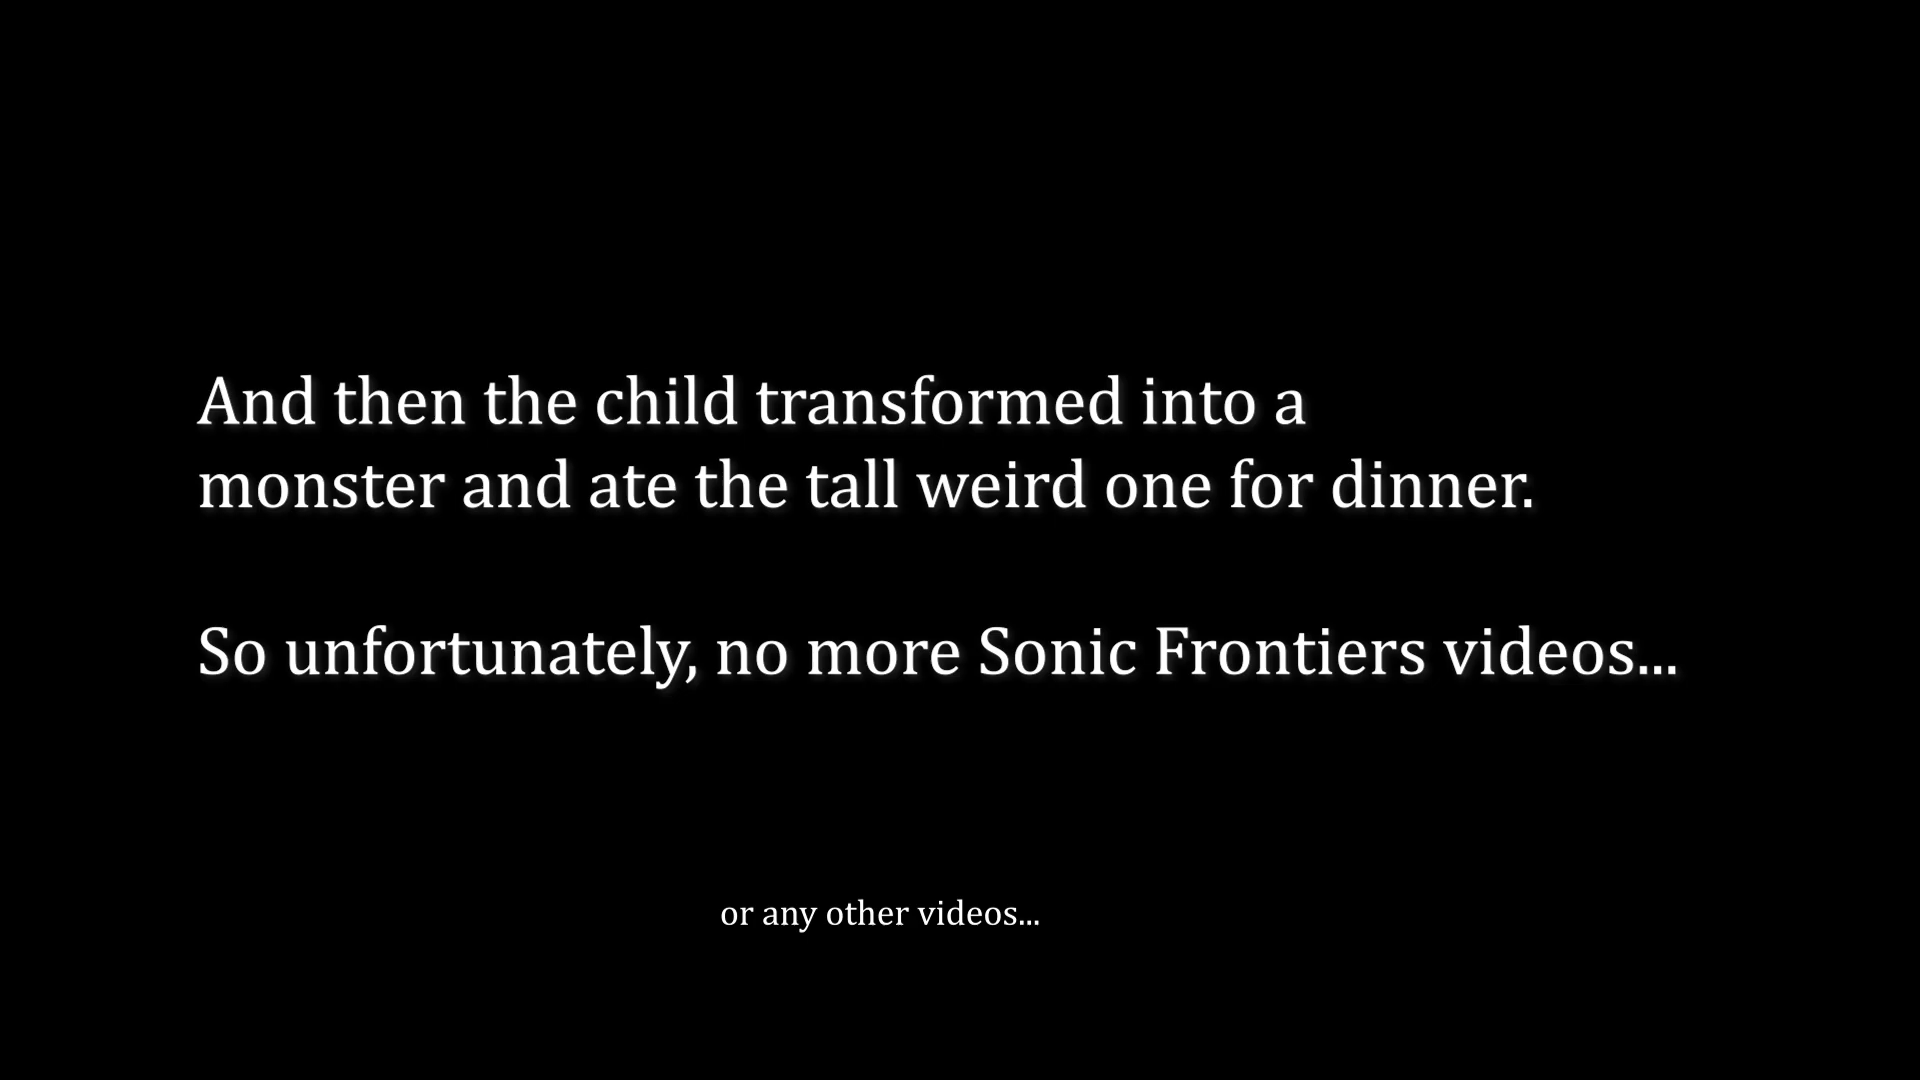 And then the child transformed into a
monster and ate the tall weird one for dinner.
So unfortunately, no more Sonic Frontiers videos...
or any other videos...